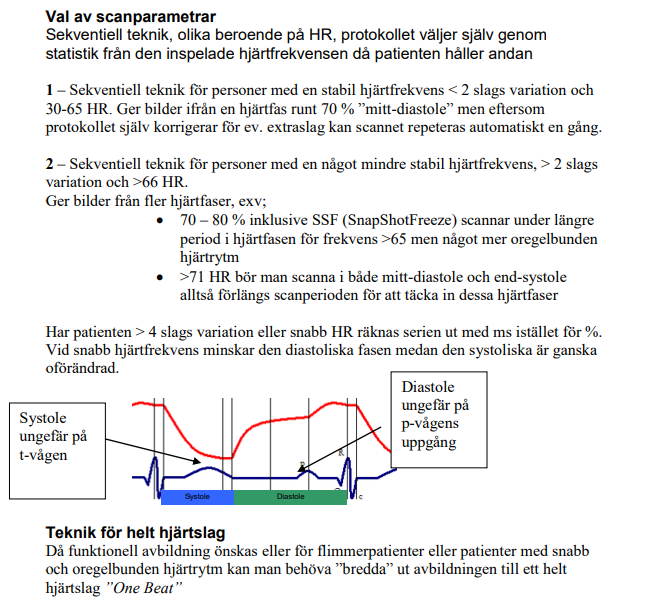 Val av scanparametrar
Sekventiell teknik, olika beroende på HR, protokollet väljer själv genom
statistik från den inspelade hjärtfrekvensen då patienten håller andan
1 – Sekventiell teknik för personer med en stabil hjärtfrekvens < 2 slags variation och
30-65 HR. Ger bilder ifrån en hjärtfas runt 70 % ”mitt-diastole” men eftersom
protokollet själv korrigerar för ev. extraslag kan scannet repeteras automatiskt en gång.
2 – Sekventiell teknik för personer med en något mindre stabil hjärtfrekvens, > 2 slags
variation och >66 HR.
Ger bilder från fler hjärtfaser, exv;
• 70 – 80 % inklusive SSF (SnapShotFreeze) scannar under längre
period i hjärtfasen för frekvens >65 men något mer oregelbunden
hjärtrytm
• >71 HR bör man scanna i både mitt-diastole och end-systole
alltså förlängs scanperioden för att täcka in dessa hjärtfaser
Har patienten > 4 slags variation eller snabb HR räknas serien ut med ms istället för %.
Vid snabb hjärtfrekvens minskar den diastoliska fasen medan den systoliska är ganska
oförändrad.
Systole
ungefär på
t-vågen
Diastole
ungefär på
p-vågens
uppgång
P
R
Systole
Diastole
c
Teknik för helt hjärtslag
Då funktionell avbildning önskas eller för flimmerpatienter eller patienter med snabb
och oregelbunden hjärtrytm kan man behöva ”bredda” ut avbildningen till ett helt
hjärtslag ”One Beat”